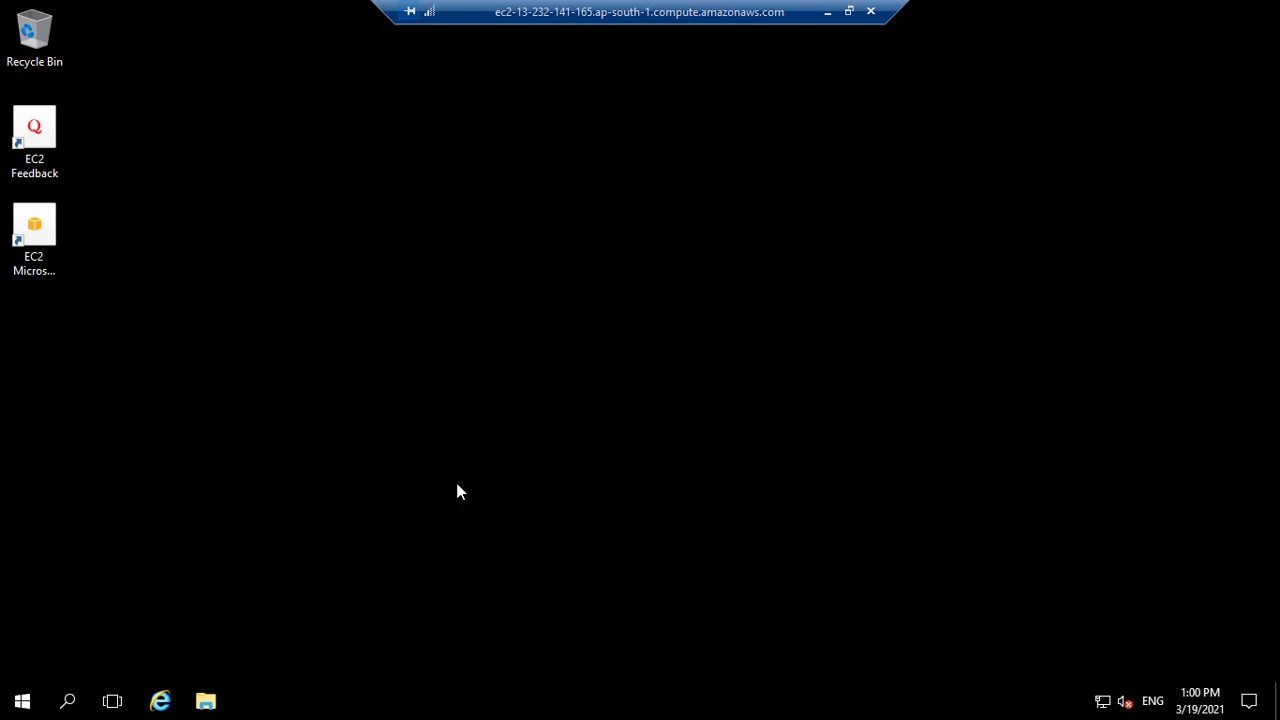 ec2-13-232-141-165.ap-south-1.compute.amazonaws.com
Recycle Bin
Q
EC2
Feedback
EC2
Micros...
ENG
1:00 PM
3/19/2021